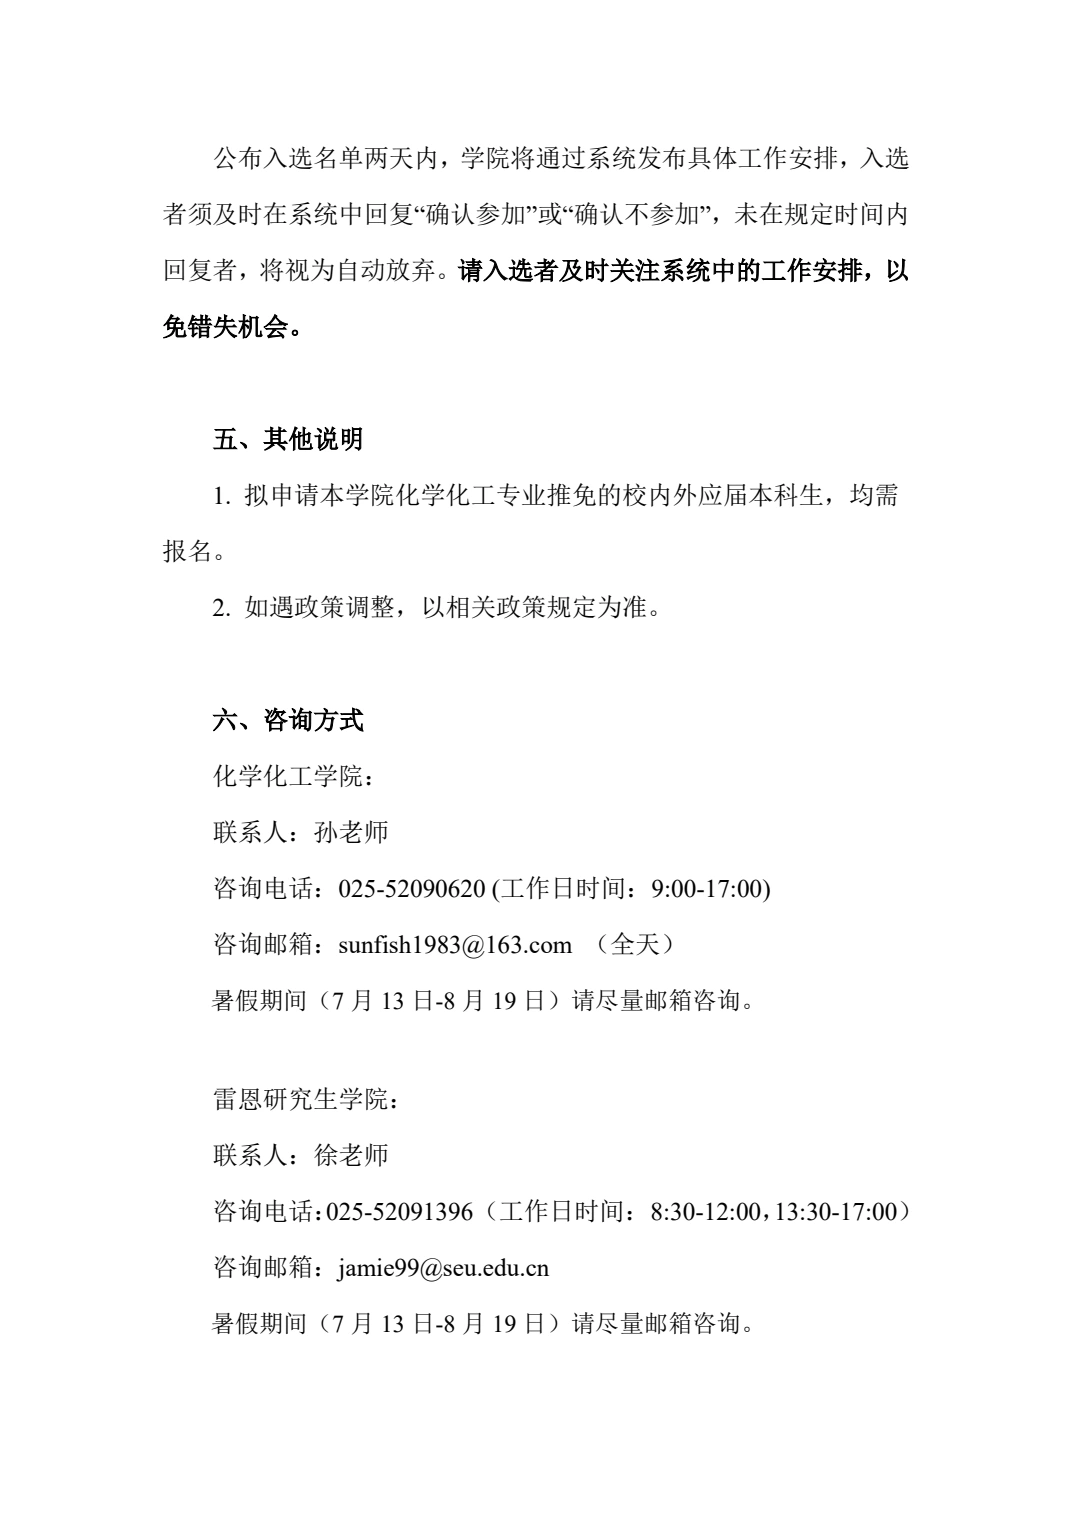 公布入选名单两天内，学院将通过系统发布具体工作安排，入选
者须及时在系统中回复“确认参加”或“确认不参加”，未在规定时间内
回复者，将视为自动放弃。请入选者及时关注系统中的工作安排，以
免错失机会。
五、其他说明
1. 拟申请本学院化学化工专业推免的校内外应届本科生，均需
报名。
2. 如遇政策调整，以相关政策规定为准。
六、咨询方式
化学化工学院：
联系人：孙老师
咨询电话：025-52090620 (工作日时间：9:00-17:00)
咨询邮箱：sunfish1983@163.com （全天）
暑假期间（7 月 13 日-8 月 19 日）请尽量邮箱咨询。
雷恩研究生学院：
联系人：徐老师
咨询电话：025-52091396（工作日时间：8:30-12:00，13:30-17:00）
咨询邮箱：jamie99@seu.edu.cn
暑假期间（7 月 13 日-8 月 19 日）请尽量邮箱咨询。